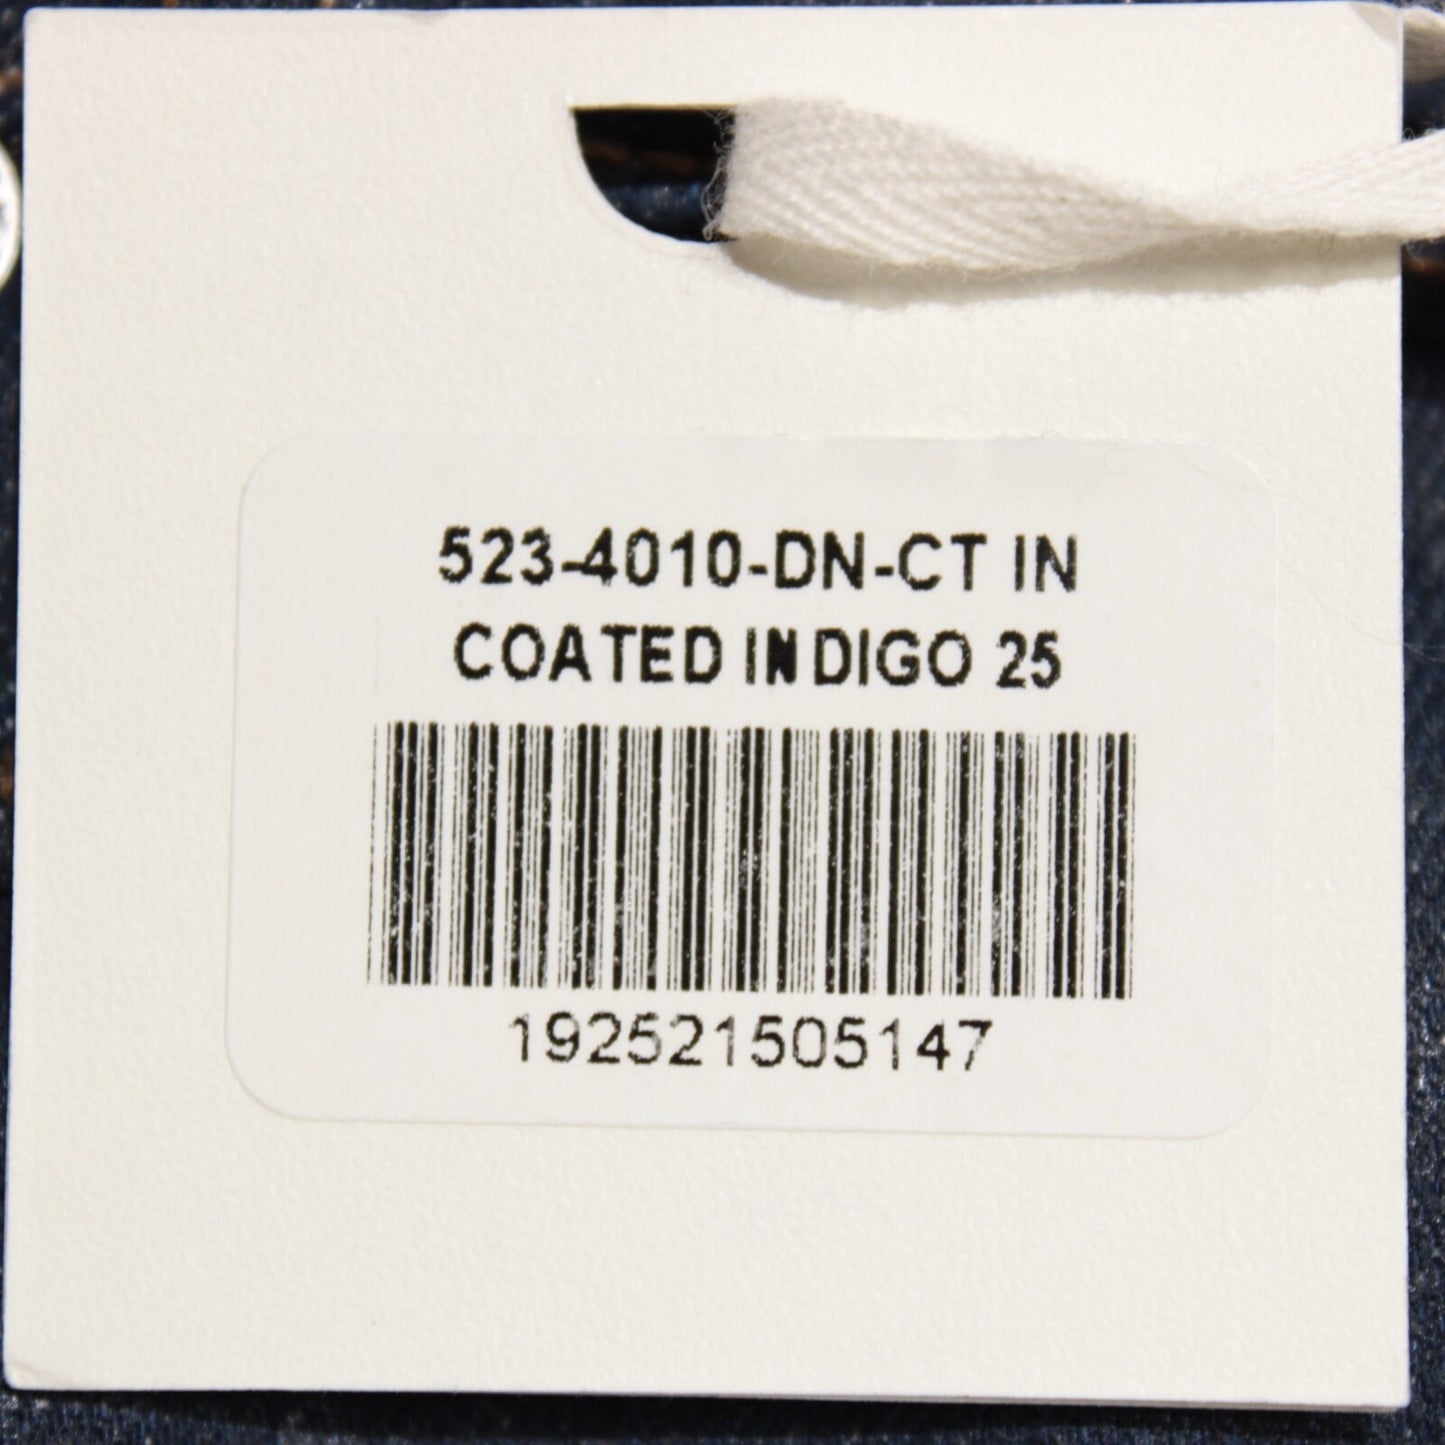 523-4010-DN-CT IN
COATED INDIGO 25
192521505147